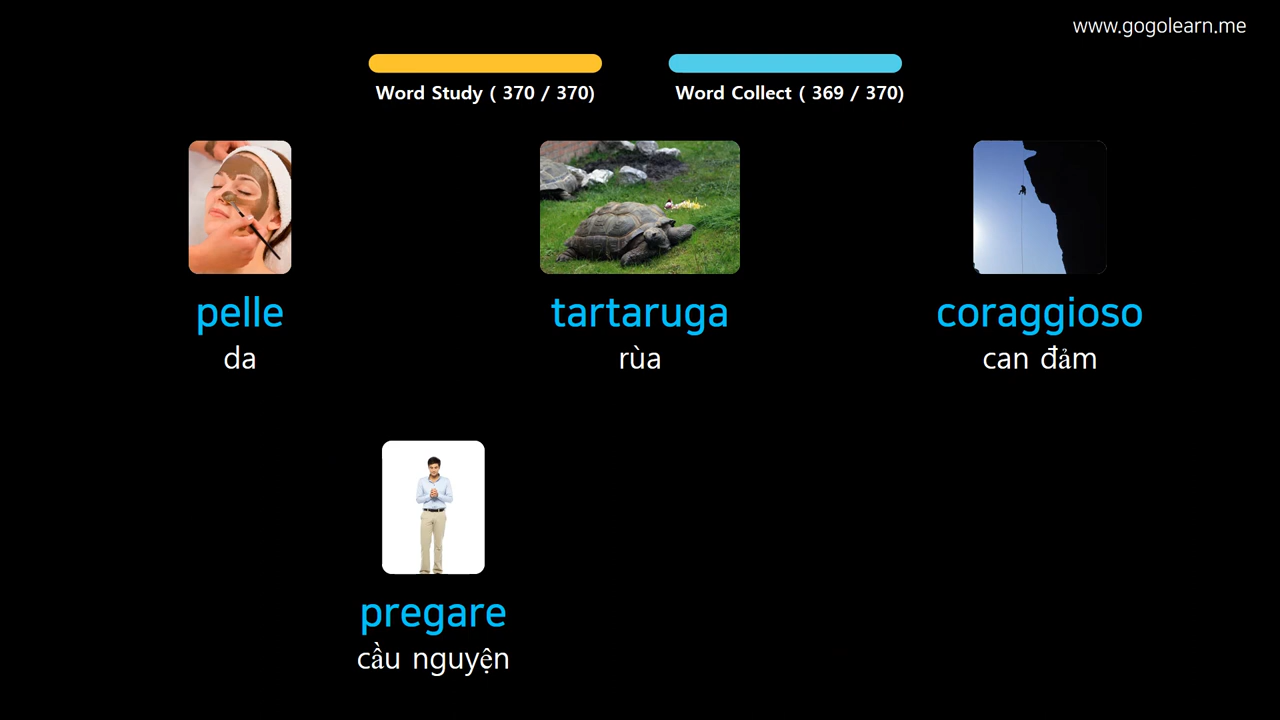 www.gogolearn.me
Word Study ( 370 / 370)
Word Collect ( 369 / 370)
pelle
da
tartaruga
rùa
coraggioso
can đảm
pregare
cầu nguyện